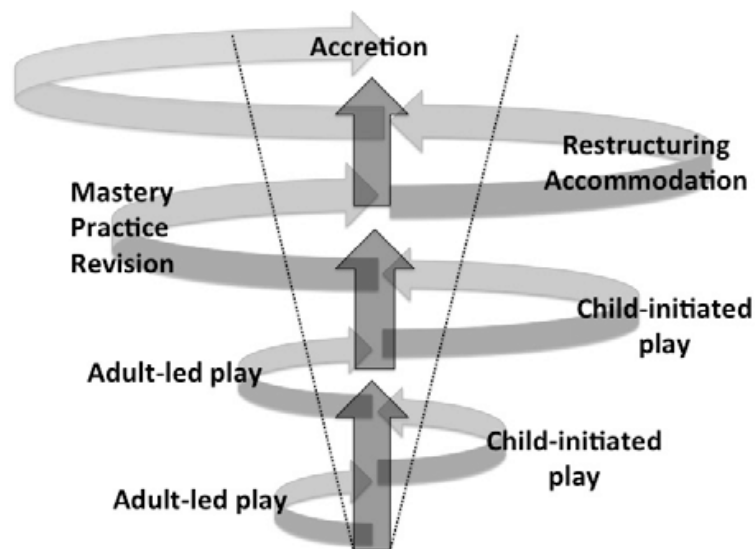 Accretion
Restructuring
Accommodation
Mastery
Practice
Revision
Child-initiated
play
Adult-led play
Child-initiated
play
Adult-led play